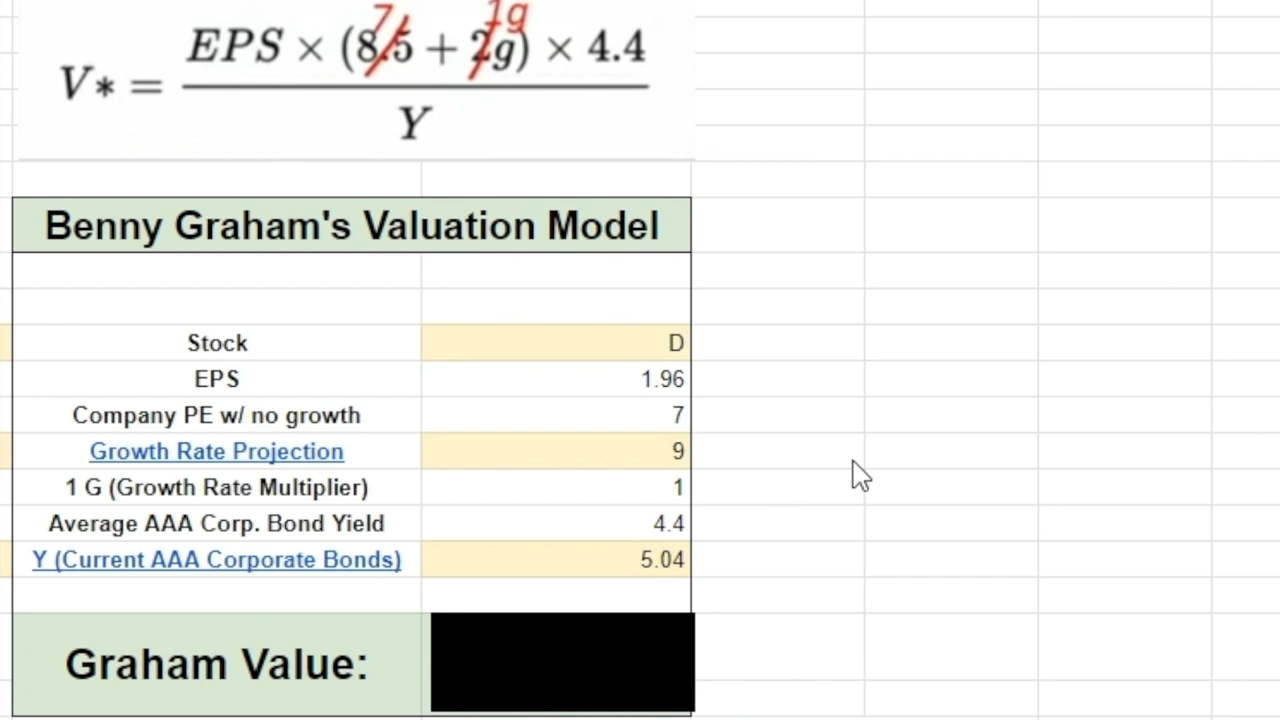 7 1g
V* = EPS × (8.5 + 2g) × 4.4 / Y
Benny Graham's Valuation Model
Stock D
EPS 1.96
Company PE w/ no growth 7
Growth Rate Projection 9
1 G (Growth Rate Multiplier) 1
Average AAA Corp. Bond Yield 4.4
Y (Current AAA Corporate Bonds) 5.04
Graham Value: